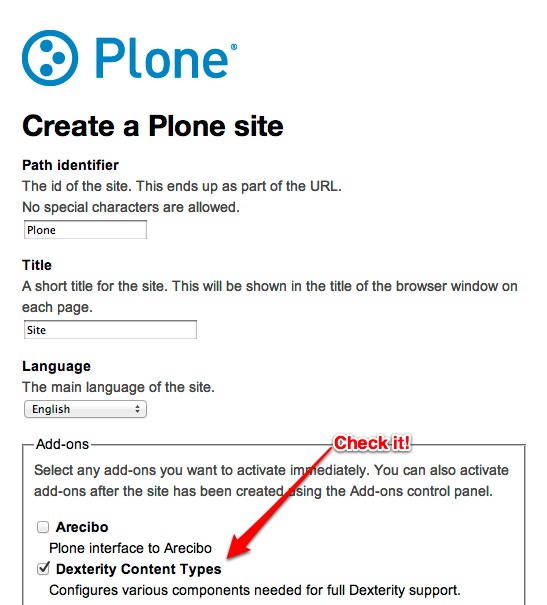 Plone®
Create a Plone site
Path identifier
The id of the site. This ends up as part of the URL.
No special characters are allowed.
Plone
Title
A short title for the site. This will be shown in the title of the browser window on
each page.
Site
Language
The main language of the site.
English
Check it!
Add-ons
Select any add-ons you want to activate immediately. You can also activate
add-ons after the site has been created using the Add-ons control panel.
Arecibo
Plone interface to Arecibo
Dexterity Content Types
Configures various components needed for full Dexterity support.